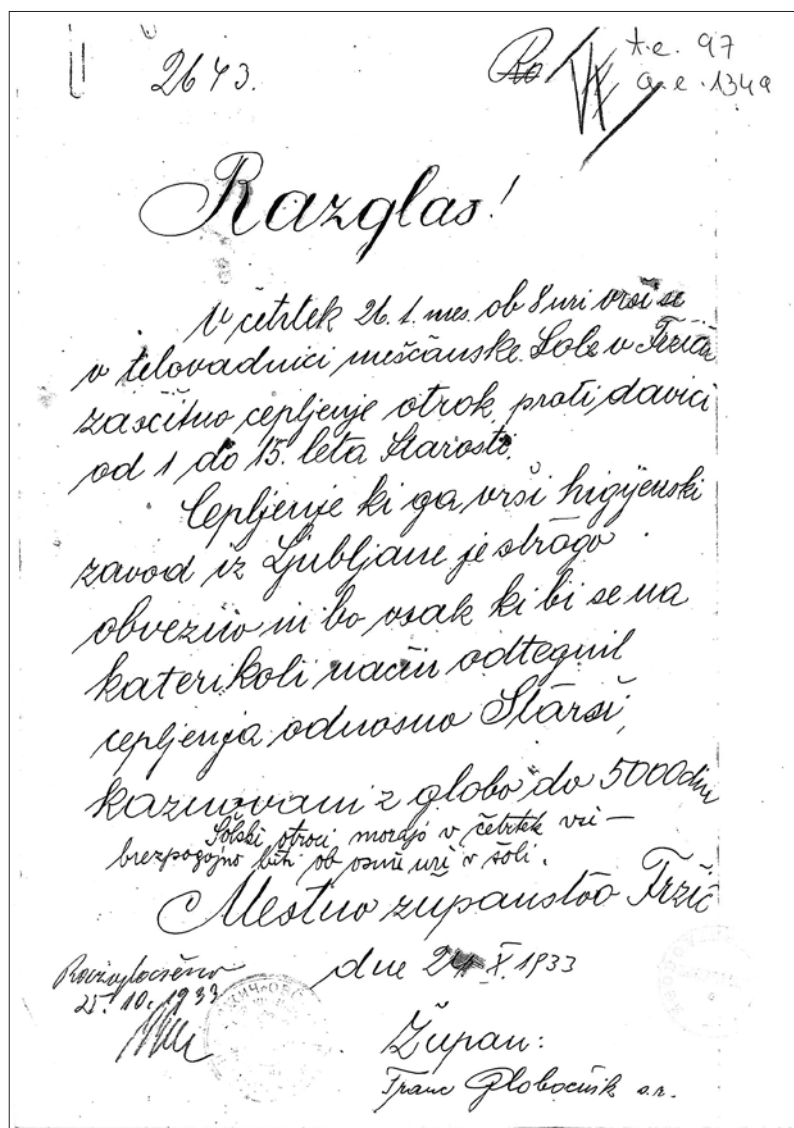 2643.
t.e. 97
a.e. 1349
Razglas!
V četrtek 26. t. mes. ob 8 uri vrši se
v telovadnici meščanske Šole v Tržiču
zaščitno cepljenje otrok proti davici
od 1 do 15. leta Starosti.
Cepljenje ki ga vrši higijenski
zavod iz Ljubljane je strogo
obvezno in bo vsak ki bi se na
katerikoli način odtegnil
cepljenja odnosno Starši,
kaznovani z globo do 5000 din
Šolski otroci morajo v četrtek vsi –
brezpogojno biti ob osmi uri v šoli.
Mestno županstvo Tržič
dne 24. X. 1933
Razglašeno
25. 10. 1933
Župan:
Franc Globočnik s.r.